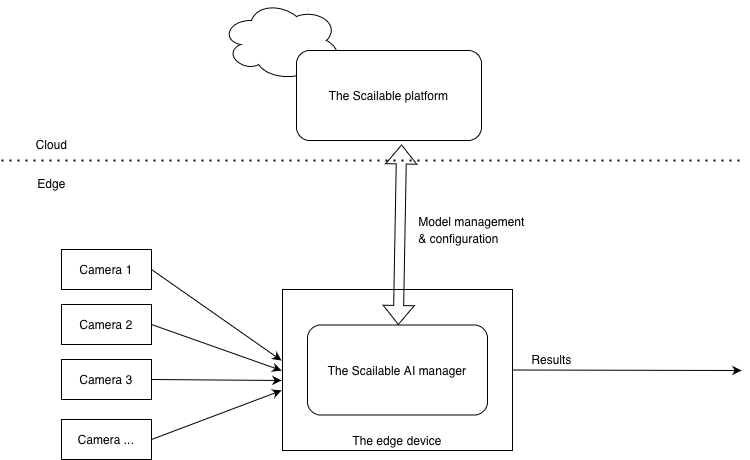 The Scailable platform
Cloud
Edge
Model management
& configuration
Camera 1
Camera 2
Camera 3
Camera ...
The Scailable AI manager
The edge device
Results